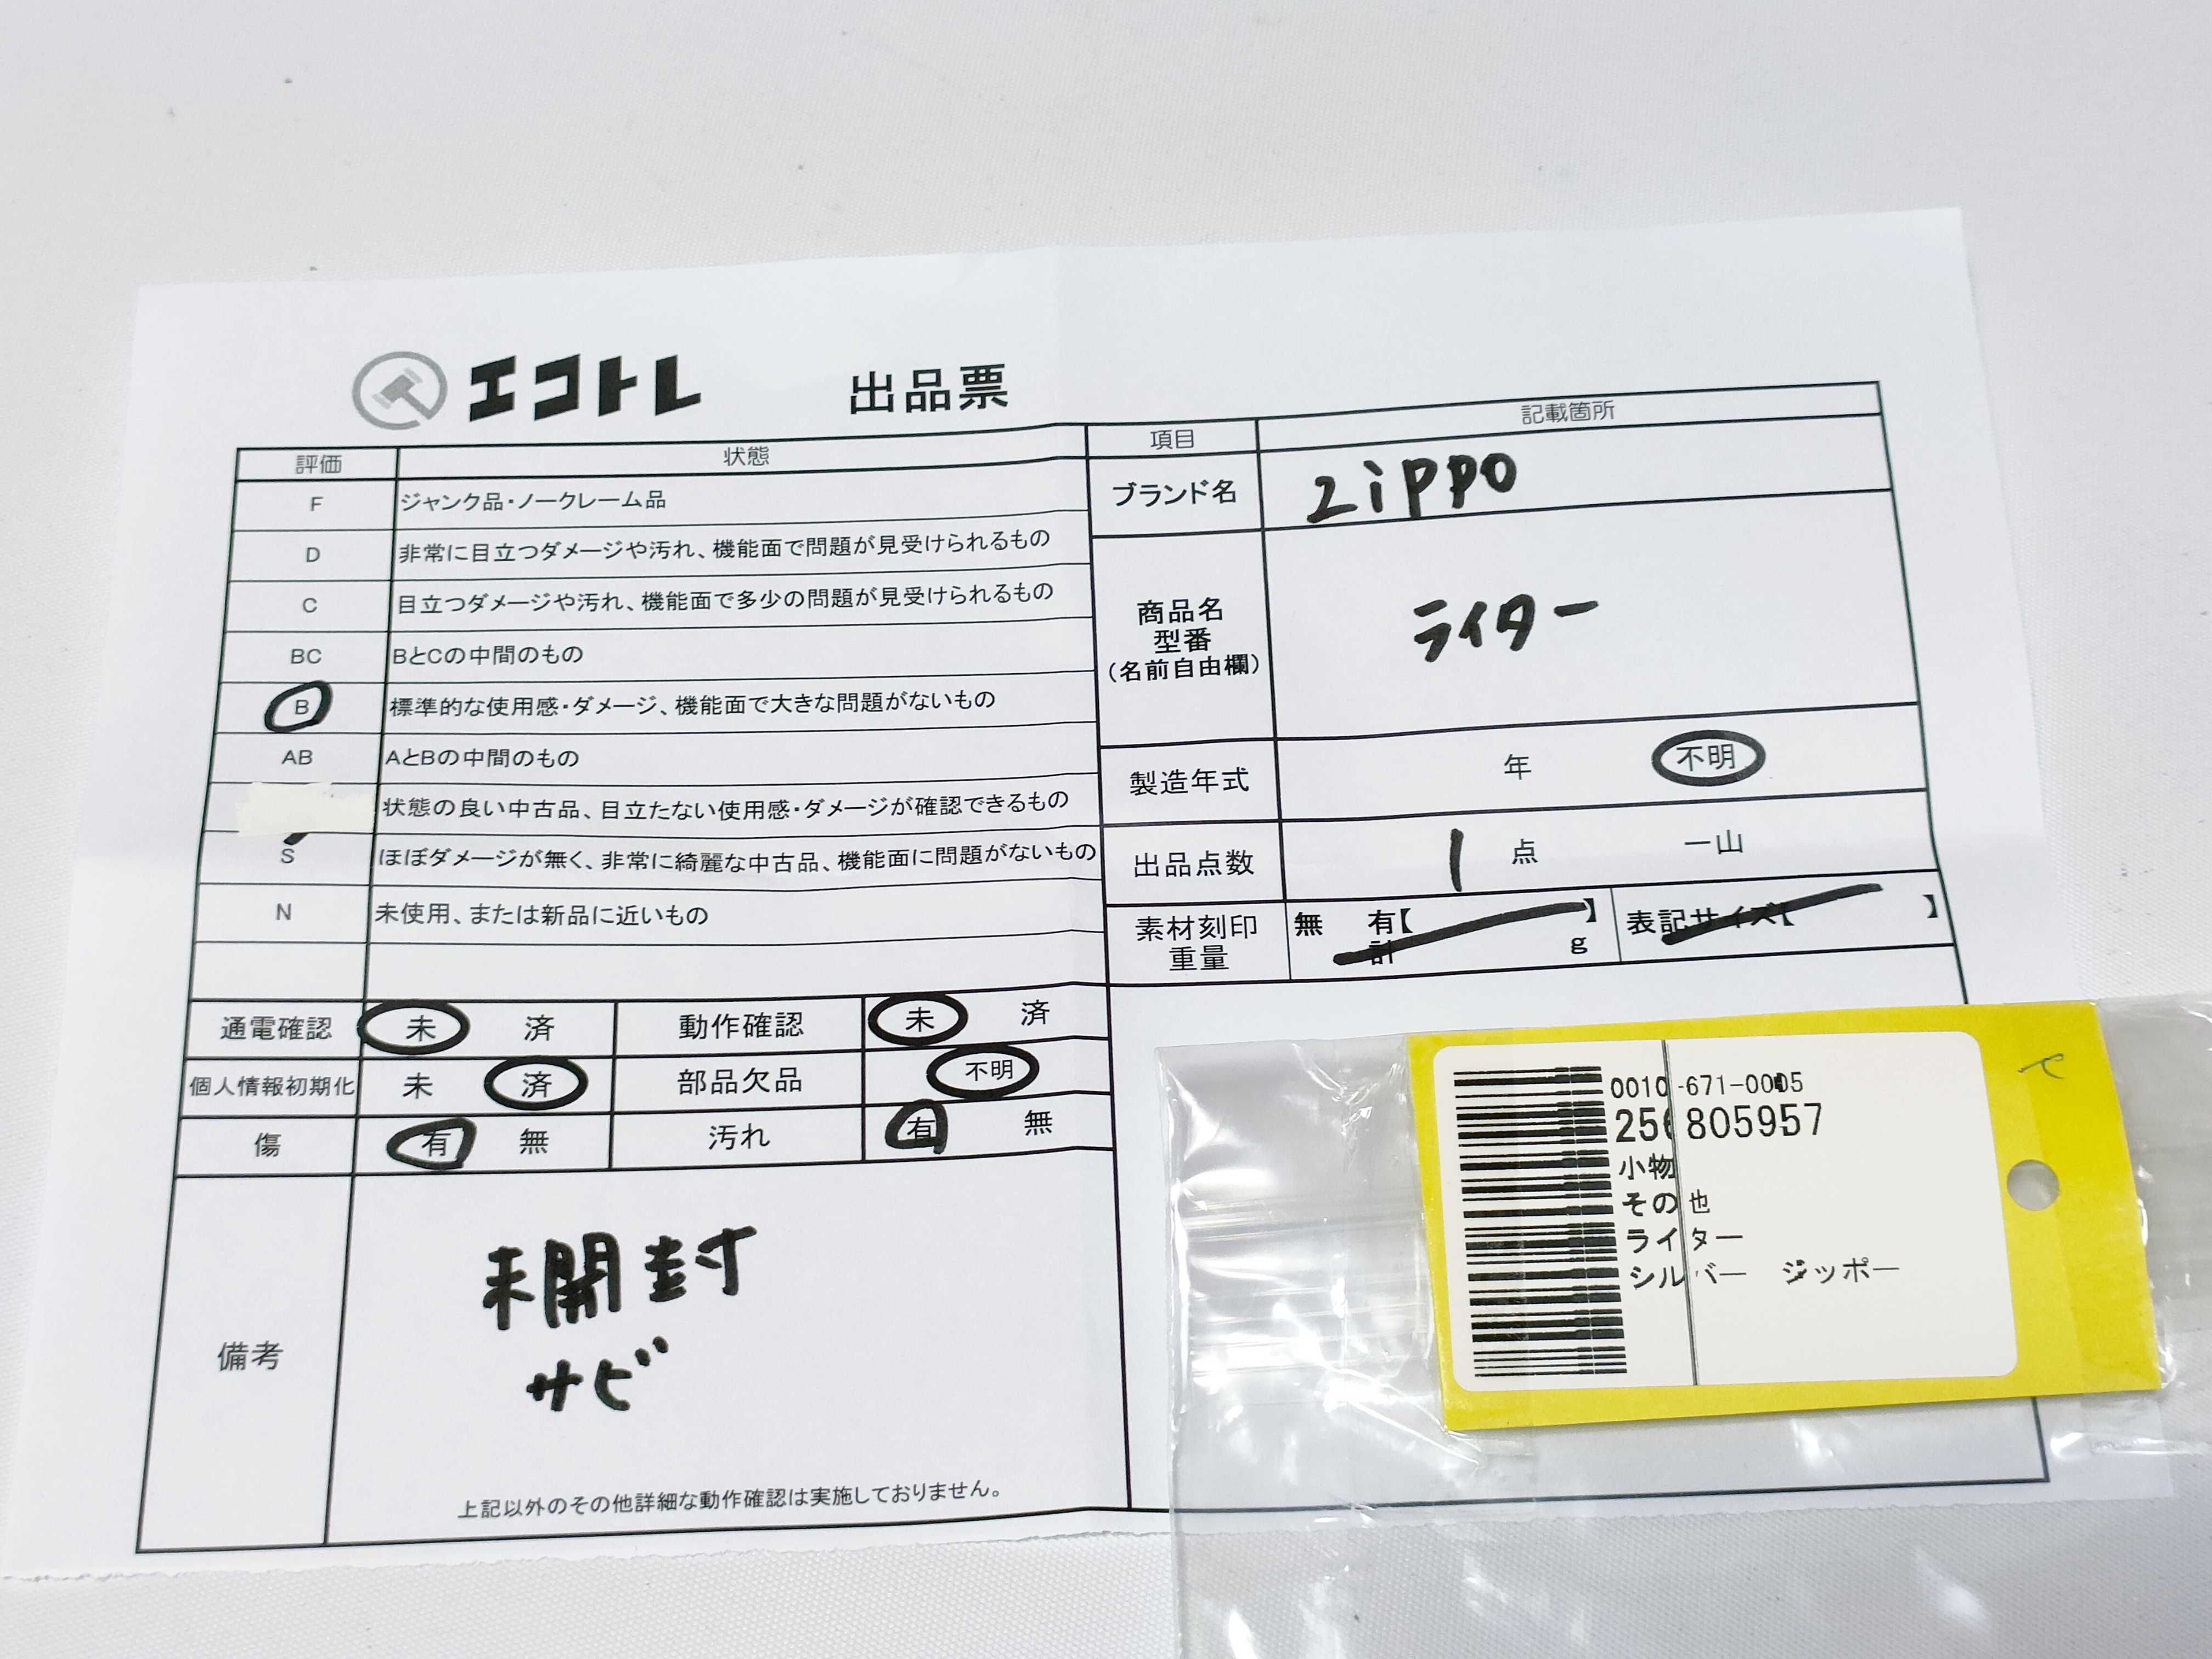 エコトレ 出品票
評価 状態
F ジャンク品・ノークレーム品
D 非常に目立つダメージや汚れ、機能面で問題が見受けられるもの
C 目立つダメージや汚れ、機能面で多少の問題が見受けられるもの
BC BとCの中間のもの
B 標準的な使用感・ダメージ、機能面で大きな問題がないもの
AB AとBの中間のもの
状態の良い中古品、目立たない使用感・ダメージが確認できるもの
S ほぼダメージが無く、非常に綺麗な中古品、機能面に問題がないもの
N 未使用、または新品に近いもの
項目 記載箇所
ブランド名 Zippo
商品名
型番
(名前自由欄)
ライター
製造年式 年 不明
出品点数 1 点 一山
素材刻印 無 有【 】 表記サイズ【 】
重量 計 g
通電確認 未 済 動作確認 未 済
個人情報初期化 未 済 部品欠品 不明
傷 有 無 汚れ 有 無
備考
未開封
サビ
上記以外のその他詳細な動作確認は実施しておりません。
0010-671-0005
256805957
小物
その他
ライター
シルバー ジッポー